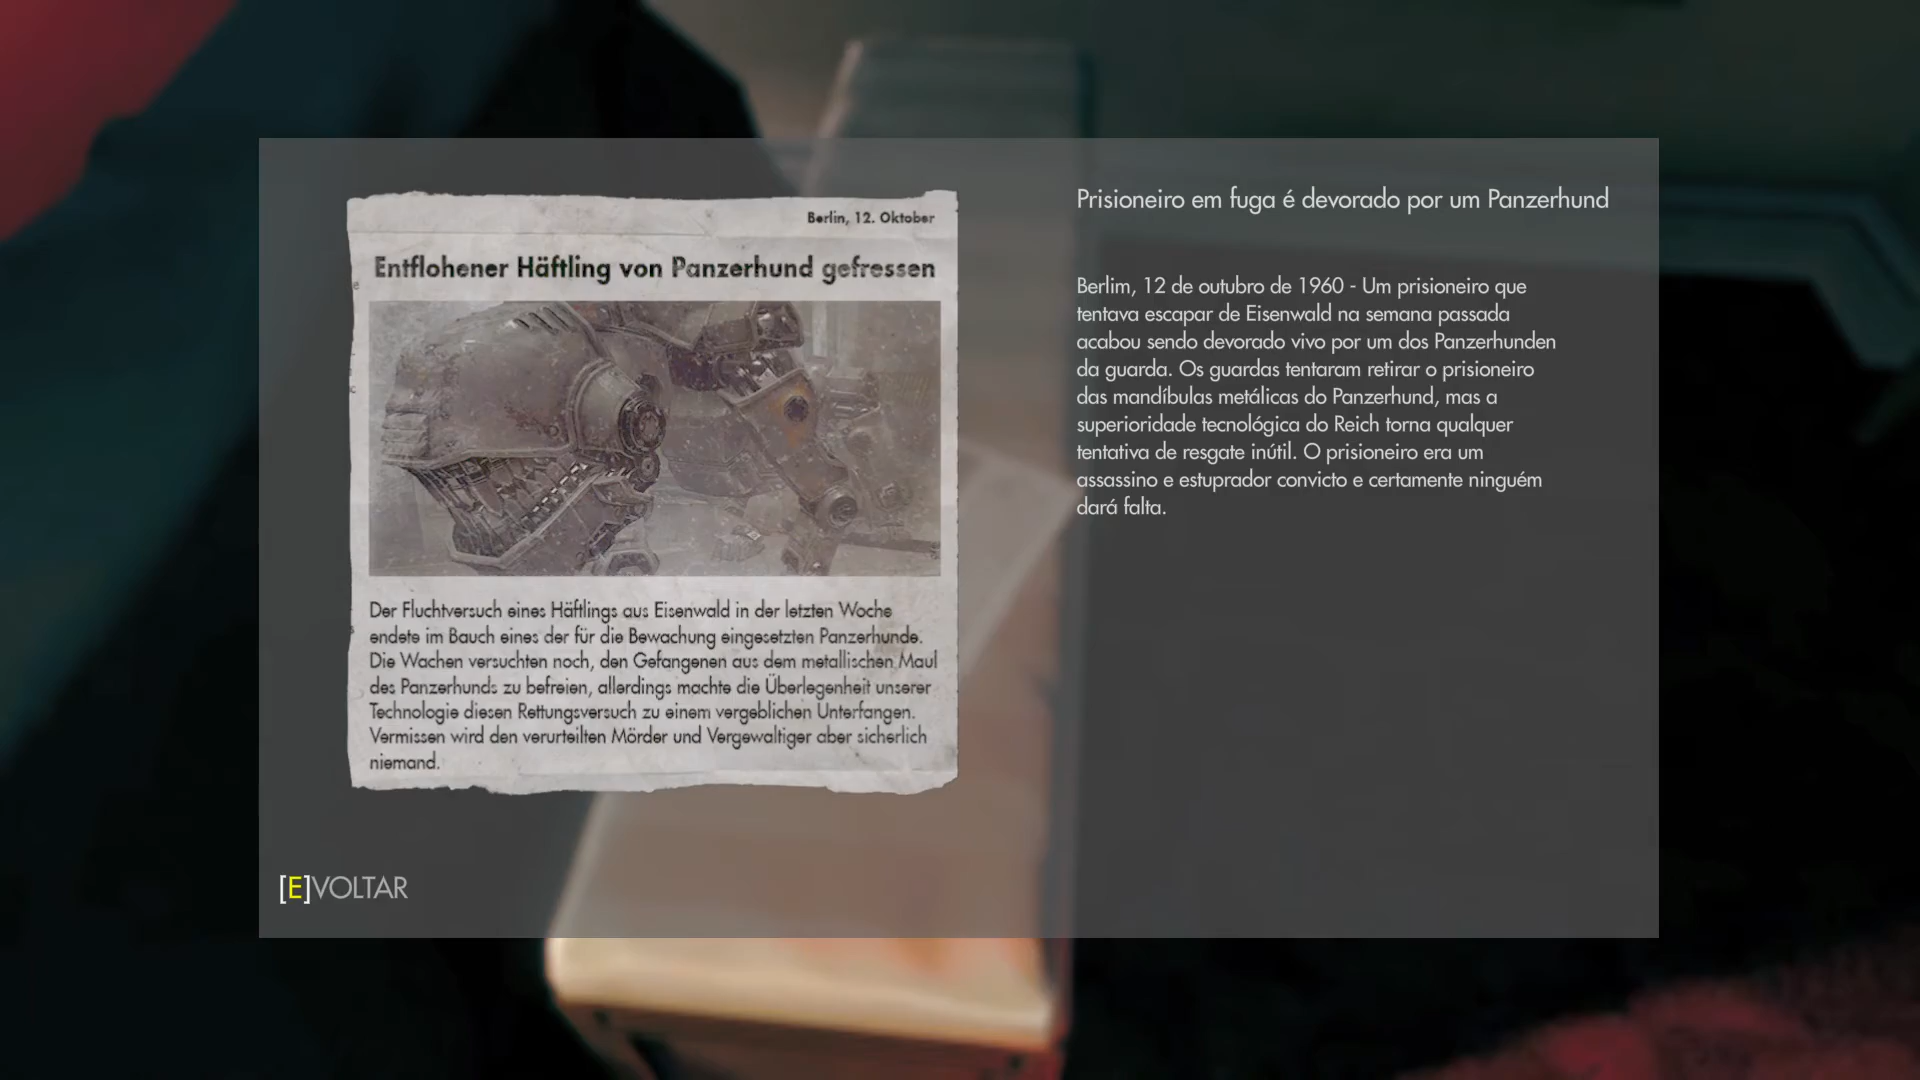 Berlin, 12. Oktober
Entflohener Häftling von Panzerhund gefressen
Der Fluchtversuch eines Häftlings aus Eisenwald in der letzten Woche
endete im Bauch eines der für die Bewachung eingesetzten Panzerhunde.
Die Wachen versuchten noch, den Gefangenen aus dem metallischen Maul
des Panzerhunds zu befreien, allerdings machte die Überlegenheit unserer
Technologie diesen Rettungsversuch zu einem vergeblichen Unterfangen.
Vermissen wird den verurteilten Mörder und Vergewaltiger aber sicherlich
niemand.
Prisioneiro em fuga é devorado por um Panzerhund
Berlim, 12 de outubro de 1960 - Um prisioneiro que
tentava escapar de Eisenwald na semana passada
acabou sendo devorado vivo por um dos Panzerhunden
da guarda. Os guardas tentaram retirar o prisioneiro
das mandíbulas metálicas do Panzerhund, mas a
superioridade tecnológica do Reich torna qualquer
tentativa de resgate inútil. O prisioneiro era um
assassino e estuprador convicto e certamente ninguém
dará falta.
[E]VOLTAR